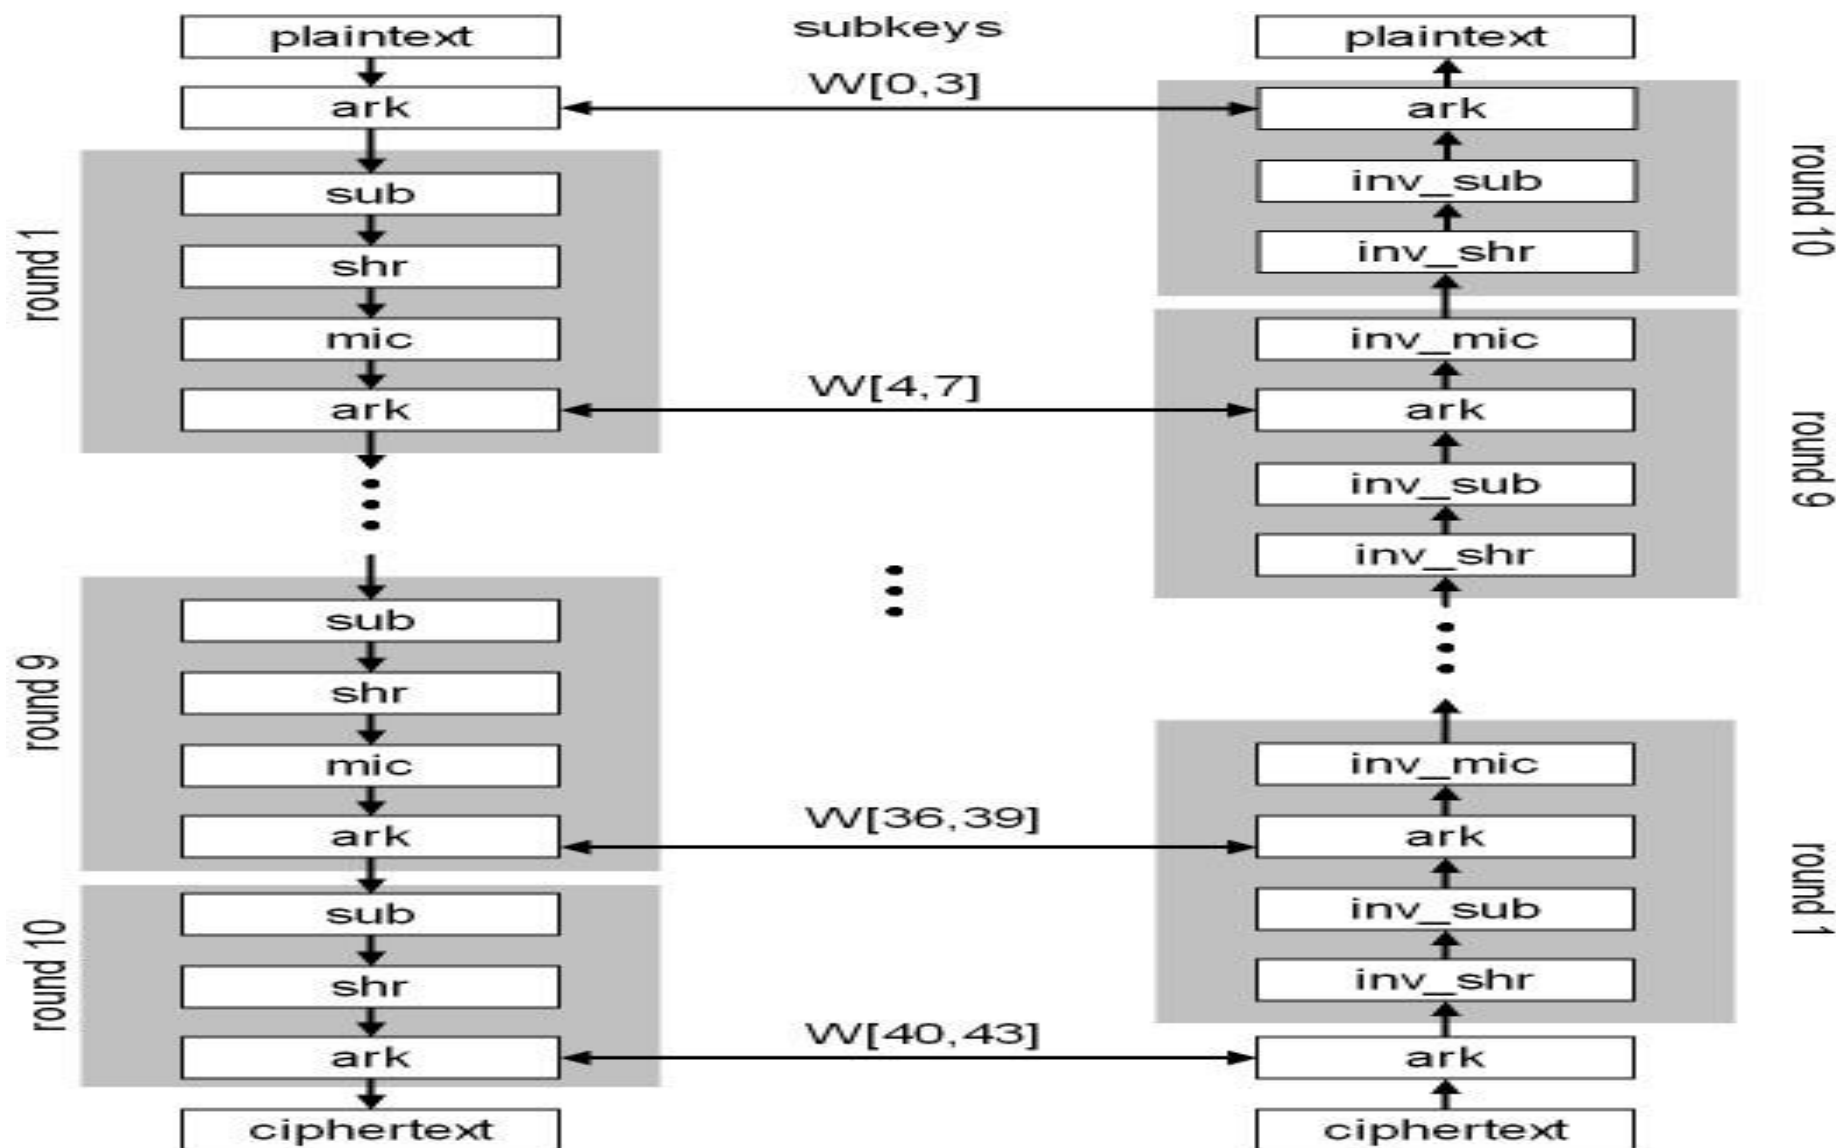 plaintext
ark
round 1
sub
shr
mic
ark
round 9
sub
shr
mic
ark
round 10
sub
shr
ark
ciphertext
subkeys
W[0,3]
W[4,7]
W[36,39]
W[40,43]
plaintext
ark
inv_sub
inv_shr
round 10
inv_mic
ark
inv_sub
inv_shr
round 9
inv_mic
ark
inv_sub
inv_shr
round 1
ark
ciphertext